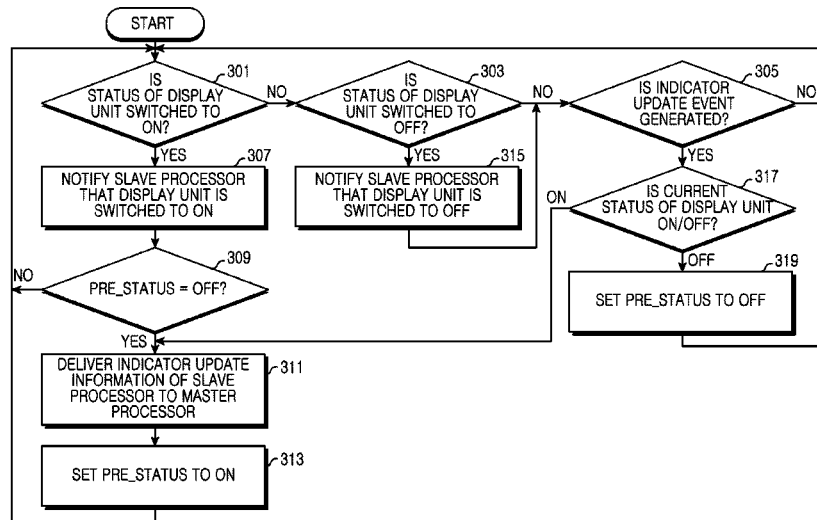 START
301
IS
STATUS OF DISPLAY
UNIT SWITCHED TO
ON?
NO
YES
303
IS
STATUS OF DISPLAY
UNIT SWITCHED TO
OFF?
NO
YES
305
IS INDICATOR
UPDATE EVENT
GENERATED?
NO
YES
307
NOTIFY SLAVE PROCESSOR
THAT DISPLAY UNIT IS
SWITCHED TO ON
315
NOTIFY SLAVE PROCESSOR
THAT DISPLAY UNIT IS
SWITCHED TO OFF
317
IS CURRENT
STATUS OF DISPLAY UNIT
ON/OFF?
ON
OFF
309
PRE_STATUS = OFF?
NO
YES
319
SET PRE_STATUS TO OFF
311
DELIVER INDICATOR UPDATE
INFORMATION OF SLAVE
PROCESSOR TO MASTER
PROCESSOR
313
SET PRE_STATUS TO ON